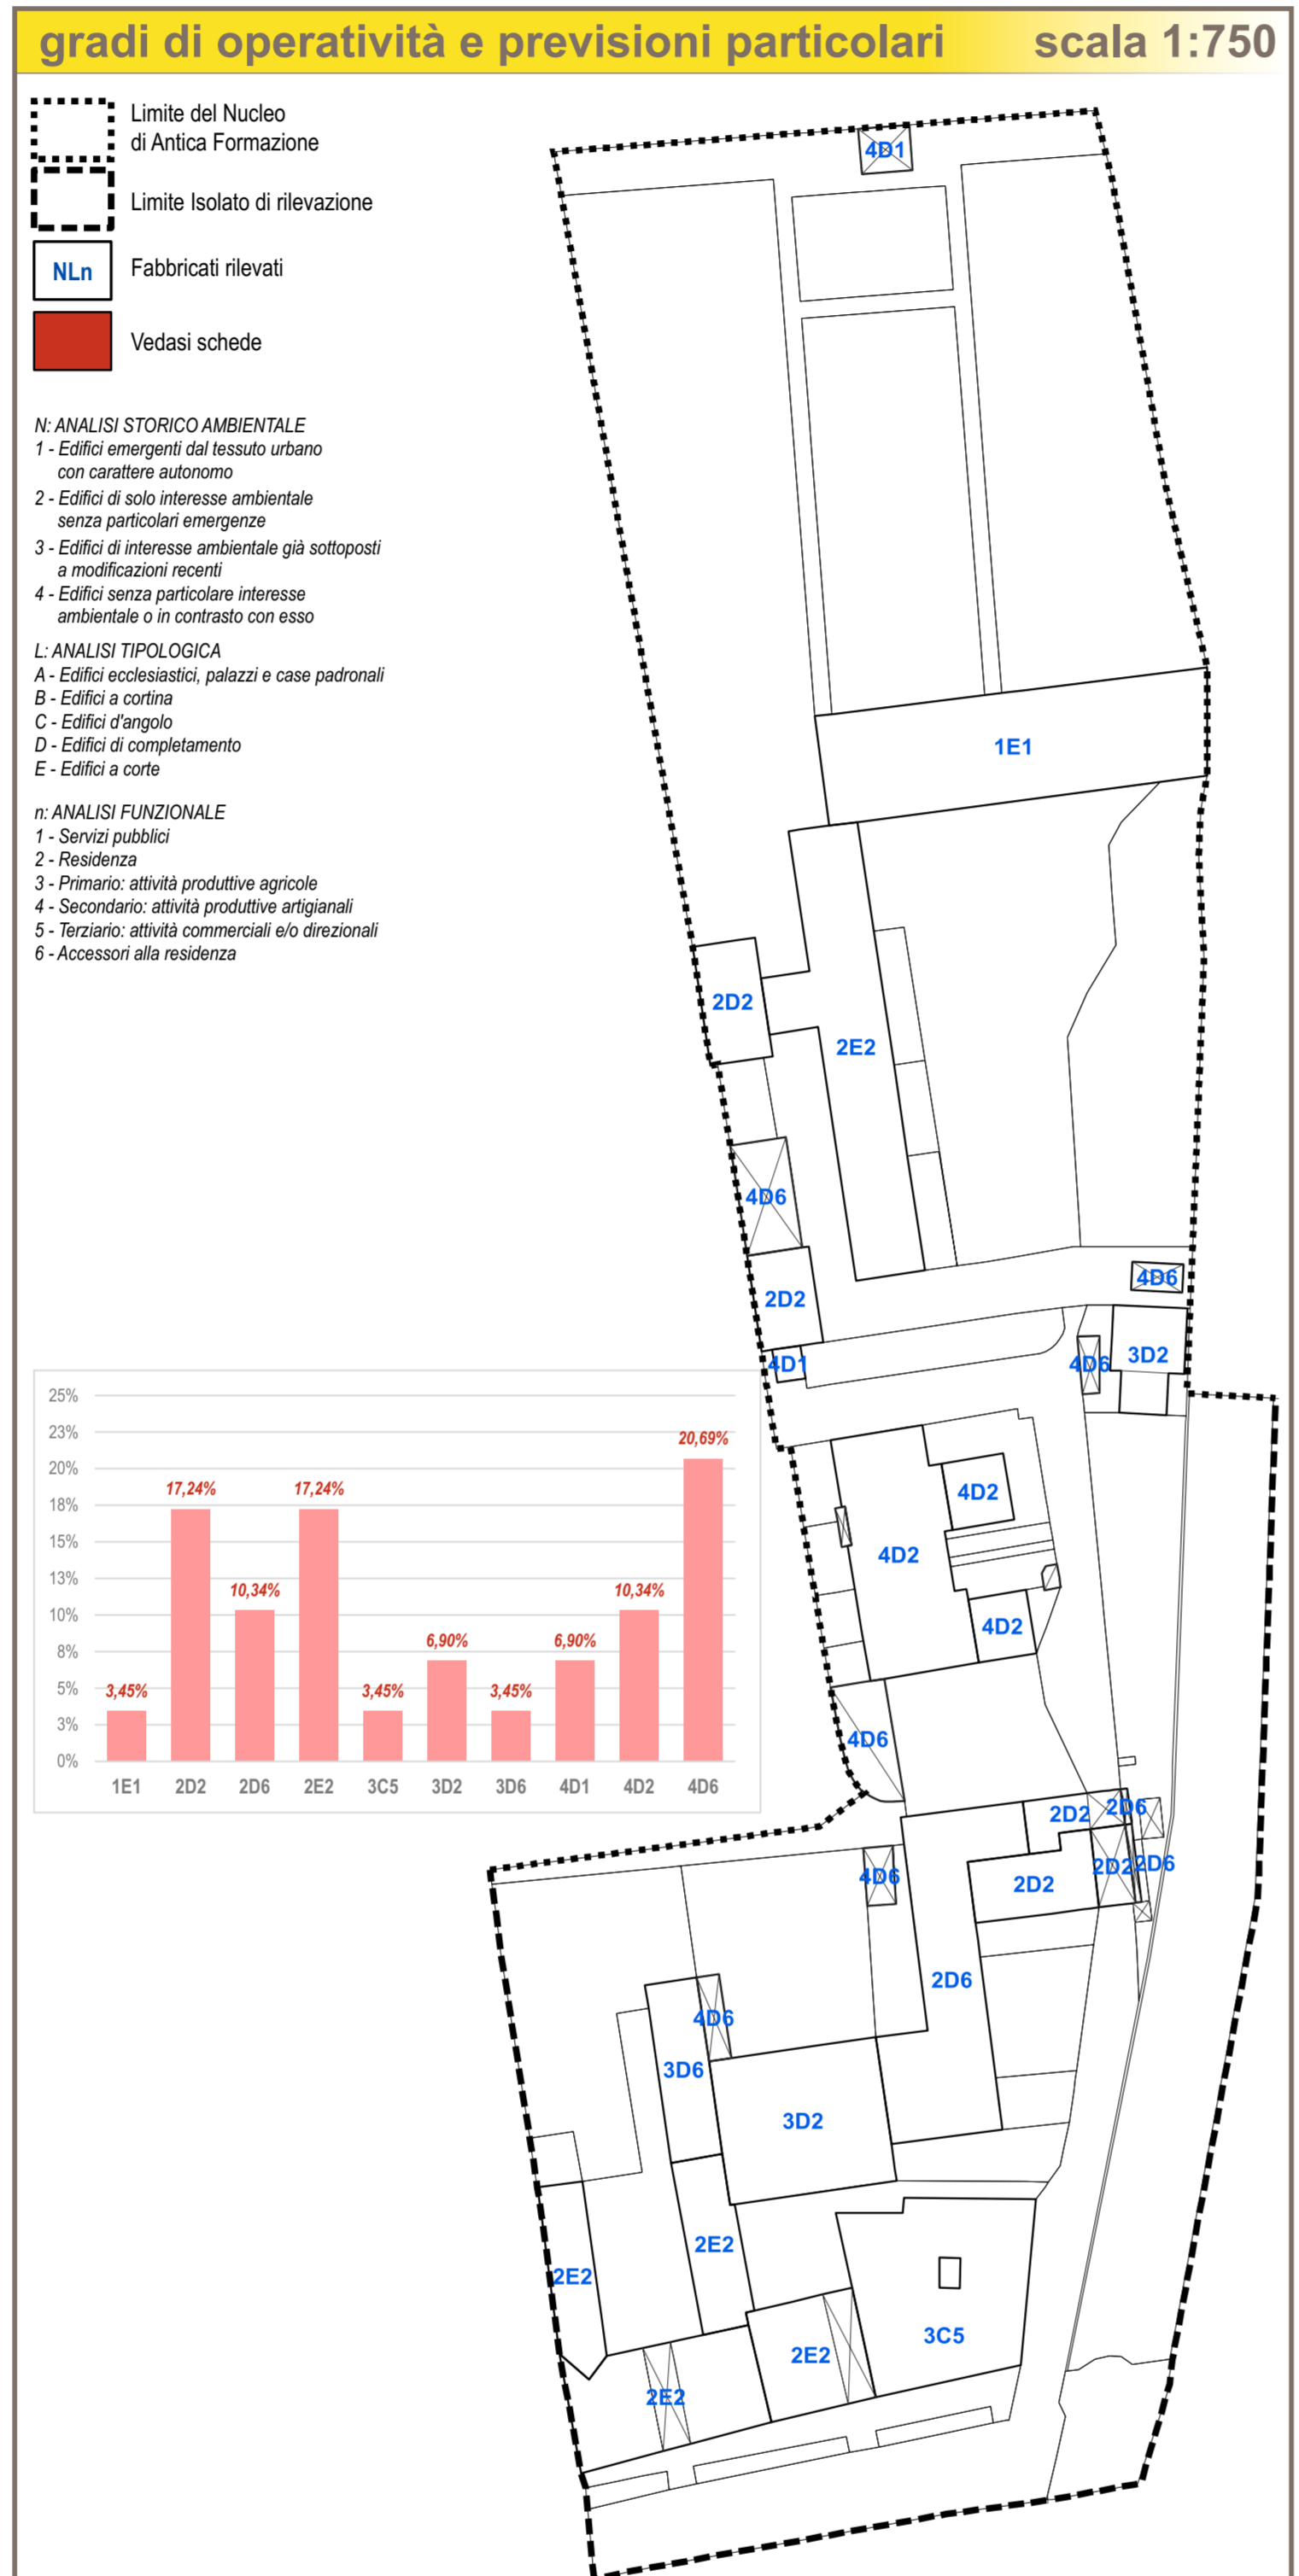 gradi di operatività e previsioni particolari scala 1:750
Limite del Nucleo
di Antica Formazione
Limite Isolato di rilevazione
NLn Fabbricati rilevati
Vedasi schede
N: ANALISI STORICO AMBIENTALE
1 - Edifici emergenti dal tessuto urbano
con carattere autonomo
2 - Edifici di solo interesse ambientale
senza particolari emergenze
3 - Edifici di interesse ambientale già sottoposti
a modificazioni recenti
4 - Edifici senza particolare interesse
ambientale o in contrasto con esso
L: ANALISI TIPOLOGICA
A - Edifici ecclesiastici, palazzi e case padronali
B - Edifici a cortina
C - Edifici d'angolo
D - Edifici di completamento
E - Edifici a corte
n: ANALISI FUNZIONALE
1 - Servizi pubblici
2 - Residenza
3 - Primario: attività produttive agricole
4 - Secondario: attività produttive artigianali
5 - Terziario: attività commerciali e/o direzionali
6 - Accessori alla residenza
4D1
1E1
2D2
2E2
4D6
4D6
2D2
3D2
4D1
4D6
4D2
4D2
4D2
4D6
2D6
2D2
2D2
2D6
4D6
2D2
2D6
4D6
3D6
3D2
2E2
2E2
3C5
2E2
2E2
25%
23%
20%
18%
15%
13%
10%
8%
5%
3%
0%
3,45%
17,24%
10,34%
17,24%
3,45%
6,90%
3,45%
6,90%
10,34%
20,69%
1E1 2D2 2D6 2E2 3C5 3D2 3D6 4D1 4D2 4D6